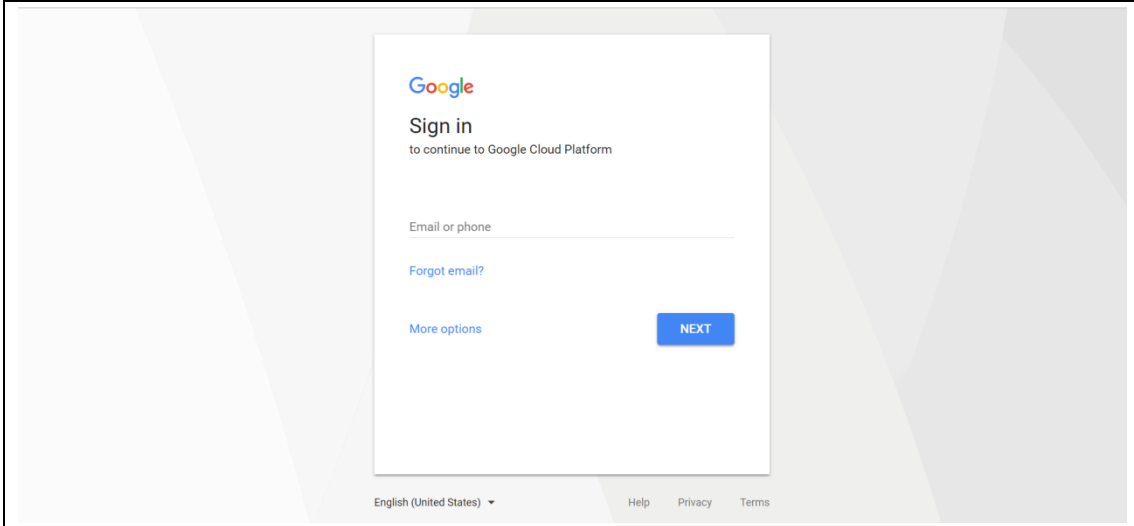 Google
Sign in
to continue to Google Cloud Platform
Email or phone
Forgot email?
More options NEXT
English (United States) Help Privacy Terms